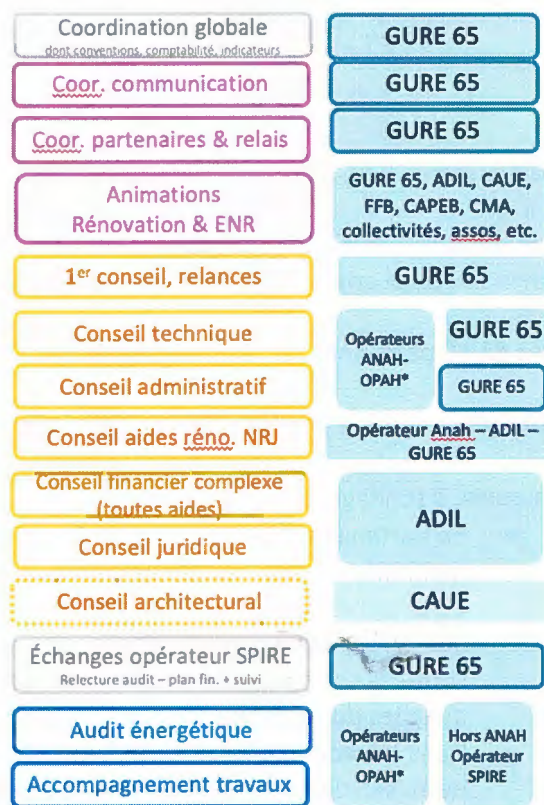 Coordination globale
dont conventions, comptabilité, indicateurs
GURE 65
Coor. communication
GURE 65
Coor. partenaires & relais
GURE 65
Animations
Rénovation & ENR
GURE 65, ADIL, CAUE,
FFB, CAPEB, CMA,
collectivités, assos, etc.
1er conseil, relances
GURE 65
Conseil technique
Conseil administratif
Opérateurs
ANAH-
OPAH*
GURE 65
GURE 65
Conseil aides réno. NRJ
Opérateur Anah – ADIL –
GURE 65
Conseil financier complexe
(toutes aides)
Conseil juridique
ADIL
Conseil architectural
CAUE
Échanges opérateur SPIRE
Relecture audit – plan fin. + suivi
GURE 65
Audit énergétique
Accompagnement travaux
Opérateurs
ANAH-
OPAH*
Hors ANAH
Opérateur
SPIRE